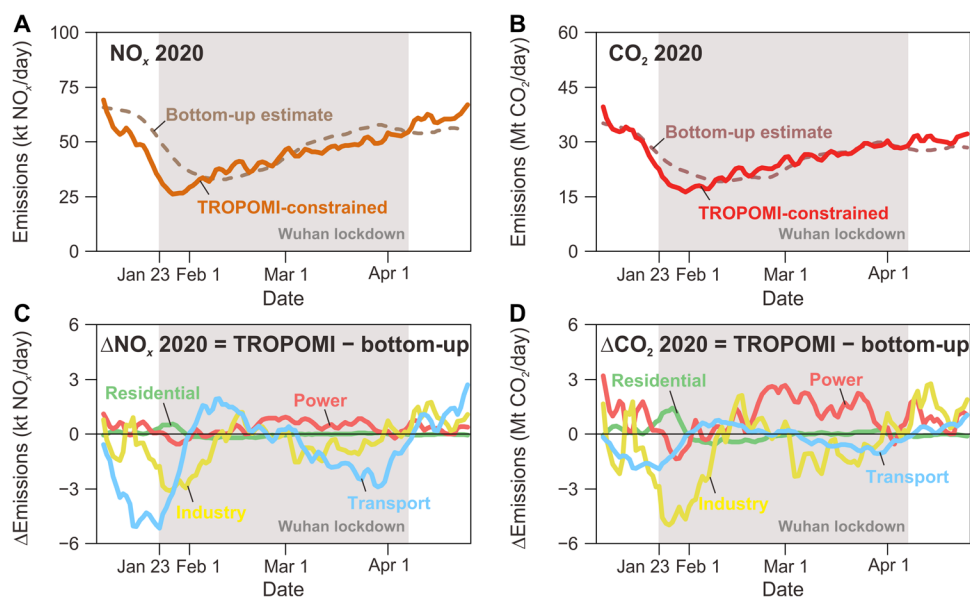 A
NOx 2020
Emissions (kt NOx/day)
100
75
50
25
0
Bottom-up estimate
TROPOMI-constrained
Wuhan lockdown
Jan 23 Feb 1 Mar 1 Apr 1
Date
B
CO2 2020
Emissions (Mt CO2/day)
60
45
30
15
0
Bottom-up estimate
TROPOMI-constrained
Wuhan lockdown
Jan 23 Feb 1 Mar 1 Apr 1
Date
C
ΔNOx 2020 = TROPOMI − bottom-up
ΔEmissions (kt NOx/day)
6
3
0
−3
−6
Residential
Power
Industry
Transport
Wuhan lockdown
Jan 23 Feb 1 Mar 1 Apr 1
Date
D
ΔCO2 2020 = TROPOMI − bottom-up
ΔEmissions (Mt CO2/day)
6
3
0
−3
−6
Residential
Power
Industry
Transport
Wuhan lockdown
Jan 23 Feb 1 Mar 1 Apr 1
Date